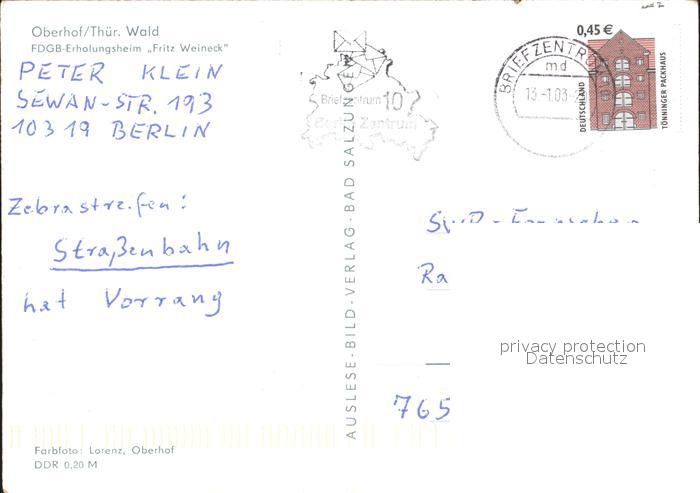 Oberhof/Thür. Wald
FDGB-Erholungsheim „Fritz Weineck"
PETER KLEIN
SEWAN-STR. 193
10319 BERLIN
Zebrastreifen:
Straßenbahn
hat Vorrang
Farbfoto: Lorenz, Oberhof
DDR 0,20 M
AUSLESE-BILD-VERLAG-BAD SALZUNGEN
Briefzentrum 10
Berlin Zentrum
BRIEFZENTRUM
md
13.-1.03
0,45 €
DEUTSCHLAND
TÖNNINGER PACKHAUS
Ra
765
privacy protection
Datenschutz